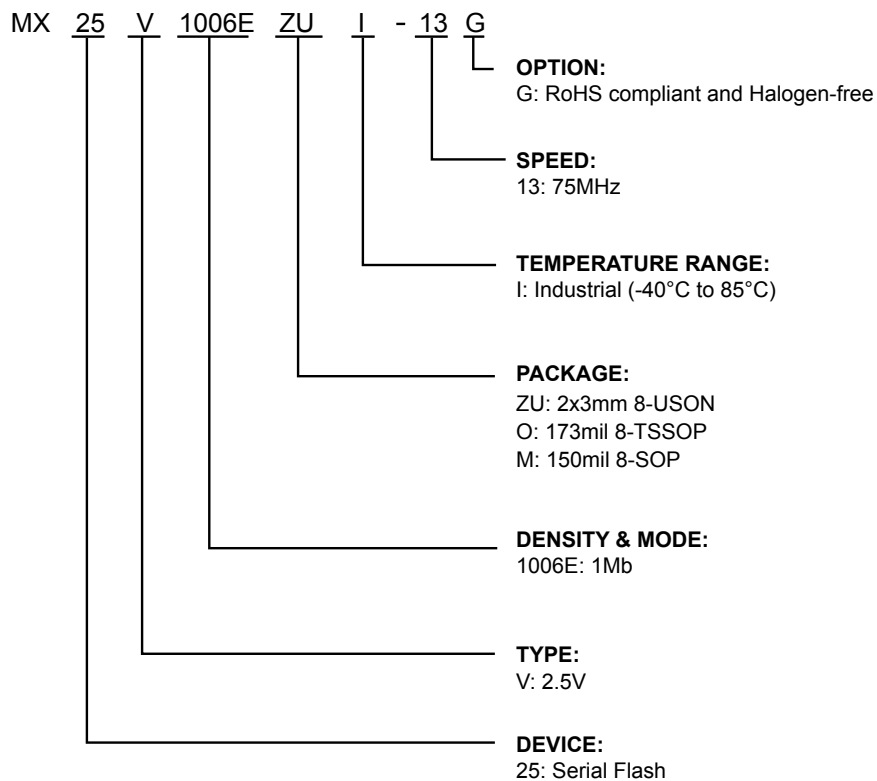 MX 25 V 1006E ZU I - 13 G
OPTION:
G: RoHS compliant and Halogen-free
SPEED:
13: 75MHz
TEMPERATURE RANGE:
I: Industrial (-40°C to 85°C)
PACKAGE:
ZU: 2x3mm 8-USON
O: 173mil 8-TSSOP
M: 150mil 8-SOP
DENSITY & MODE:
1006E: 1Mb
TYPE:
V: 2.5V
DEVICE:
25: Serial Flash